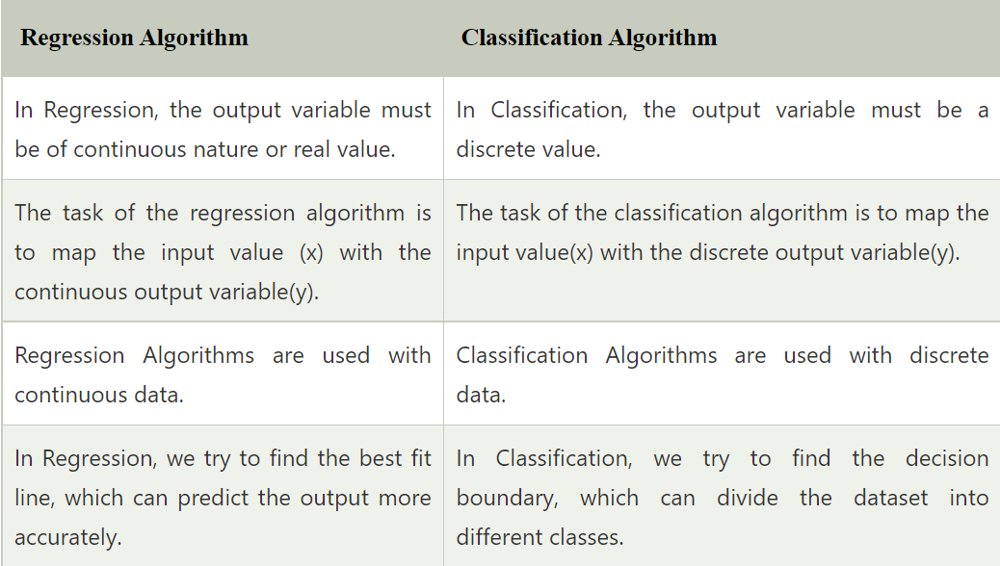 Regression Algorithm
Classification Algorithm
In Regression, the output variable must
be of continuous nature or real value.
In Classification, the output variable must be a
discrete value.
The task of the regression algorithm is
to map the input value (x) with the
continuous output variable(y).
The task of the classification algorithm is to map the
input value(x) with the discrete output variable(y).
Regression Algorithms are used with
continuous data.
Classification Algorithms are used with discrete
data.
In Regression, we try to find the best fit
line, which can predict the output more
accurately.
In Classification, we try to find the decision
boundary, which can divide the dataset into
different classes.